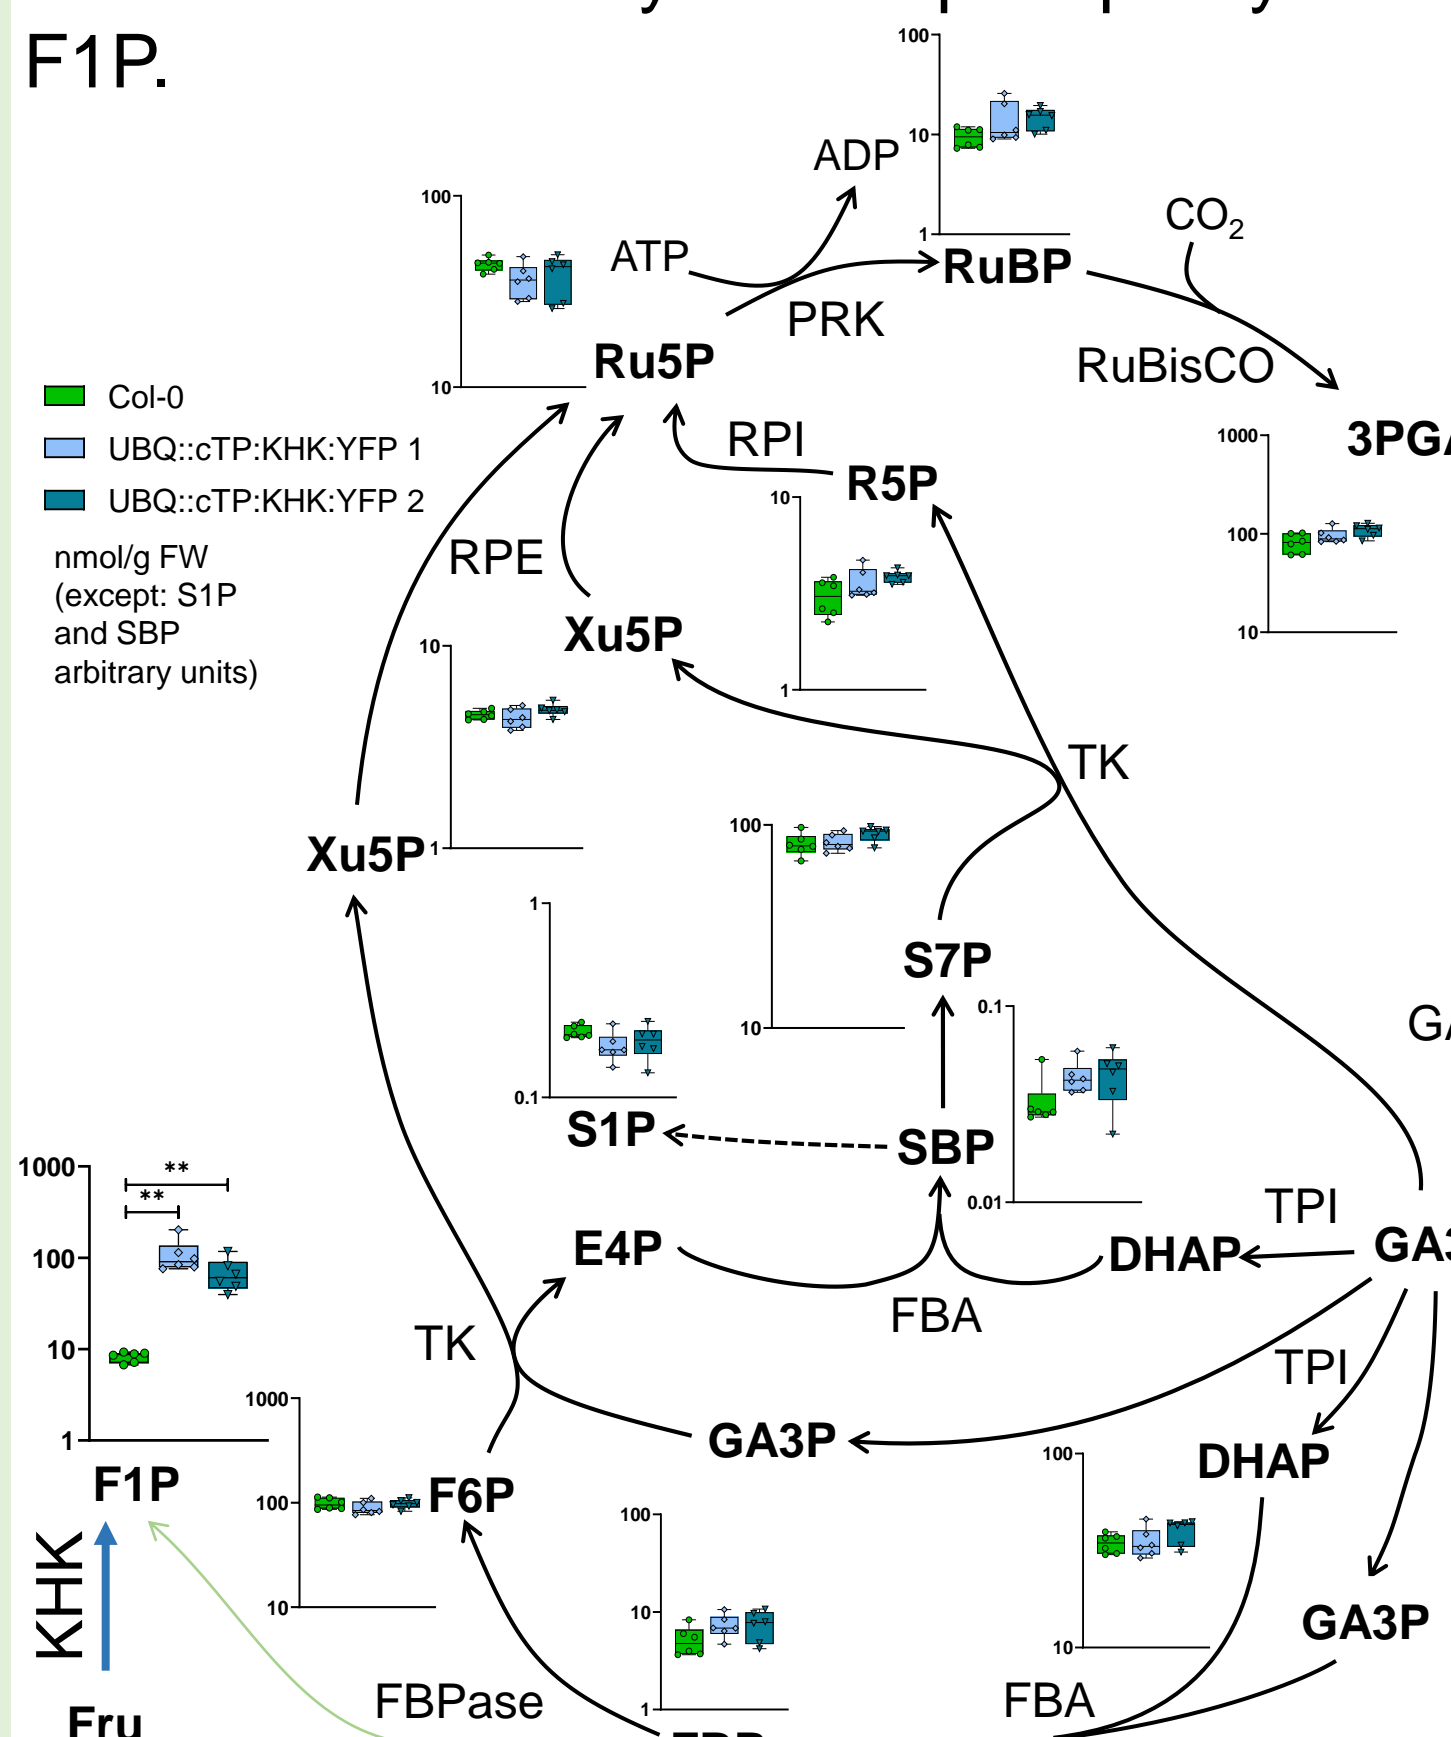 F1P.
100
10
1
ADP
CO2
100
10
ATP
RuBP
PRK
RuBisCO
Ru5P
Col-0
UBQ::cTP:KHK:YFP 1
UBQ::cTP:KHK:YFP 2
nmol/g FW
(except: S1P
and SBP
arbitrary units)
RPI
R5P
3PGA
1000
100
10
10
1
RPE
Xu5P
10
1
TK
Xu5P
100
10
1
0.1
S7P
0.1
0.01
GA
S1P
SBP
1000
100
10
1
**
**
TPI
E4P
DHAP
GA3
FBA
TK
TPI
GA3P
DHAP
F1P
1000
100
10
F6P
100
10
1
100
10
KHK
GA3P
FBPase
FBA
Fru